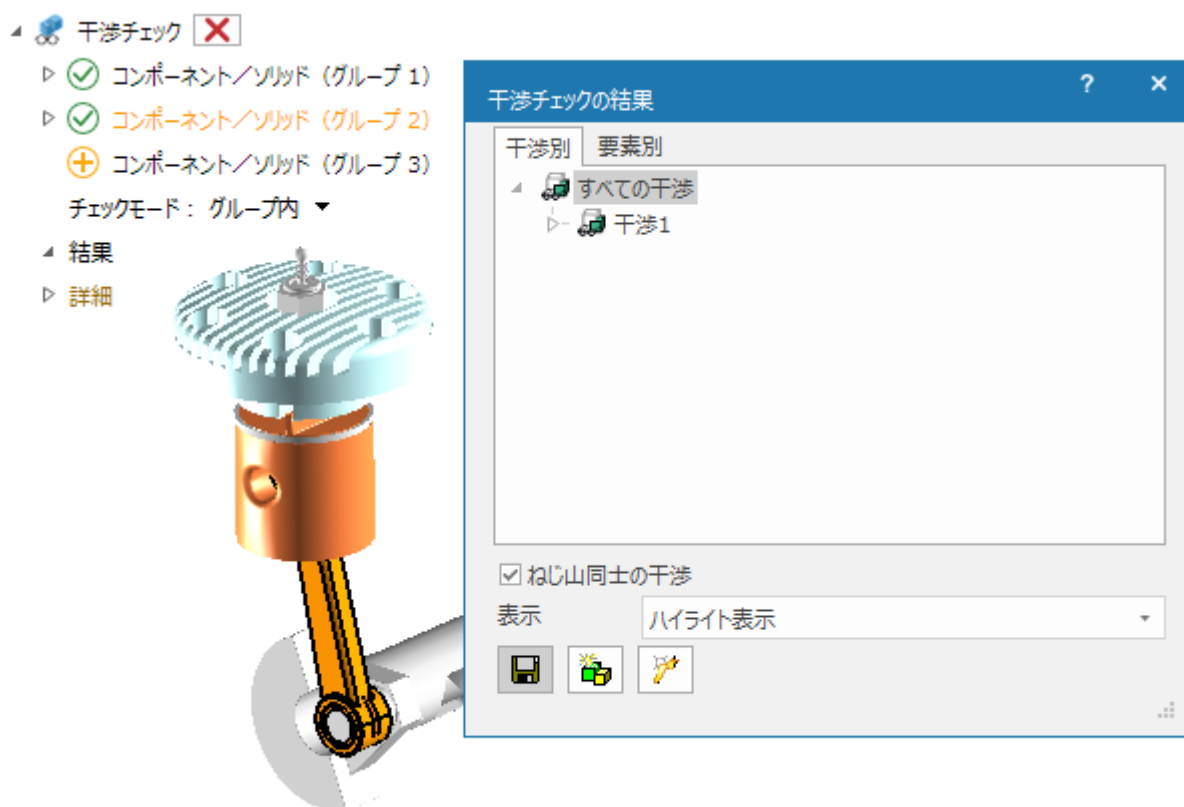 干渉チェック
コンポーネント／ソリッド（グループ 1）
コンポーネント／ソリッド（グループ 2）
コンポーネント／ソリッド（グループ 3）
チェックモード： グループ内
結果
詳細
干渉チェックの結果 ?
干渉別 要素別
すべての干渉
干渉1
ねじ山同士の干渉
表示 ハイライト表示